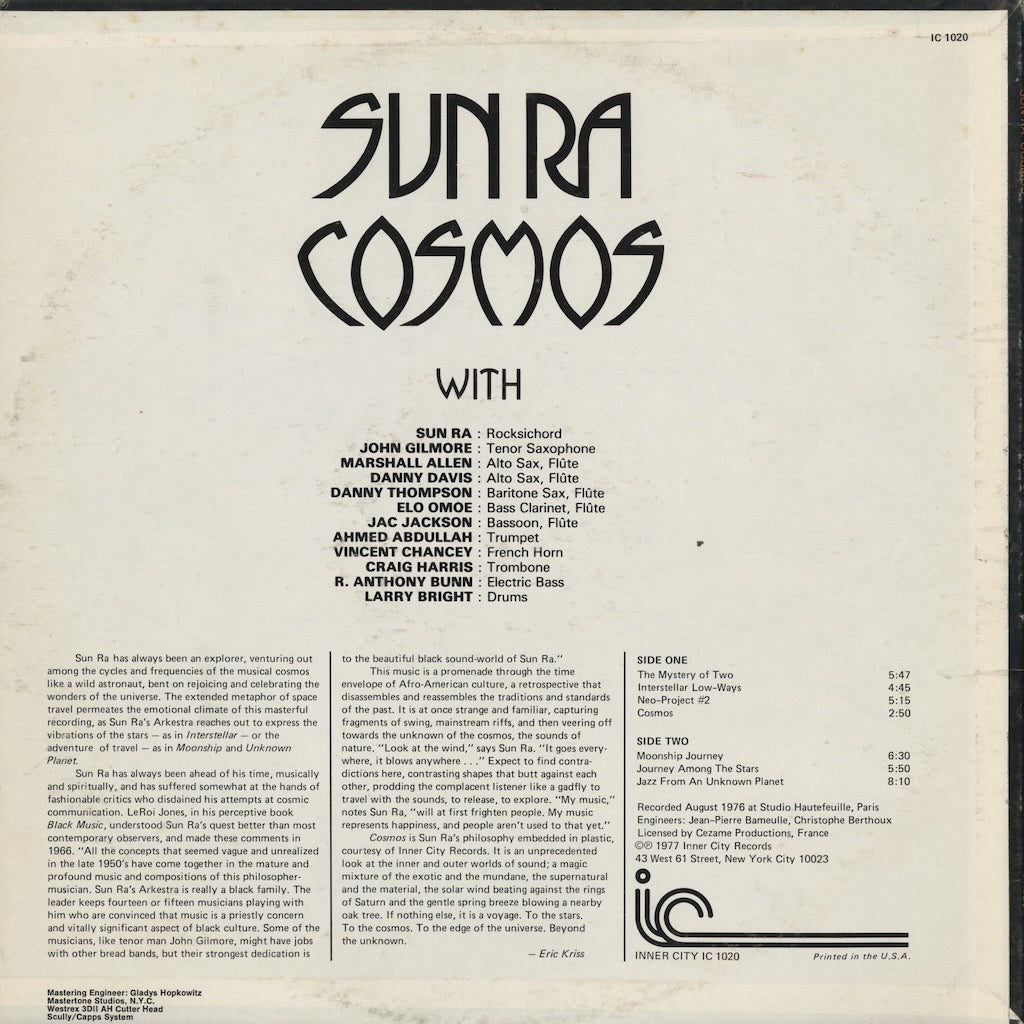 IC 1020
SUN RA
COSMOS
WITH
SUN RA : Rocksichord
JOHN GILMORE : Tenor Saxophone
MARSHALL ALLEN : Alto Sax, Flûte
DANNY DAVIS : Alto Sax, Flûte
DANNY THOMPSON : Baritone Sax, Flûte
ELO OMOE : Bass Clarinet, Flûte
JAC JACKSON : Bassoon, Flûte
AHMED ABDULLAH : Trumpet
VINCENT CHANCEY : French Horn
CRAIG HARRIS : Trombone
R. ANTHONY BUNN : Electric Bass
LARRY BRIGHT : Drums
Sun Ra has always been an explorer, venturing out
among the cycles and frequencies of the musical cosmos
like a wild astronaut, bent on rejoicing and celebrating the
wonders of the universe. The extended metaphor of space
travel permeates the emotional climate of this masterful
recording, as Sun Ra's Arkestra reaches out to express the
vibrations of the stars — as in Interstellar — or the
adventure of travel — as in Moonship and Unknown
Planet.
Sun Ra has always been ahead of his time, musically
and spiritually, and has suffered somewhat at the hands of
fashionable critics who disdained his attempts at cosmic
communication. LeRoi Jones, in his perceptive book
Black Music, understood Sun Ra's quest better than most
contemporary observers, and made these comments in
1966. "All the concepts that seemed vague and unrealized
in the late 1950's have come together in the mature and
profound music and compositions of this philosopher-
musician. Sun Ra's Arkestra is really a black family. The
leader keeps fourteen or fifteen musicians playing with
him who are convinced that music is a priestly concern
and vitally significant aspect of black culture. Some of the
musicians, like tenor man John Gilmore, might have jobs
with other bread bands, but their strongest dedication is
to the beautiful black sound-world of Sun Ra."
This music is a promenade through the time
envelope of Afro-American culture, a retrospective that
disassembles and reassembles the traditions and standards
of the past. It is at once strange and familiar, capturing
fragments of swing, mainstream riffs, and then veering off
towards the unknown of the cosmos, the sounds of
nature. "Look at the wind," says Sun Ra. "It goes every-
where, it blows anywhere . . ." Expect to find contra-
dictions here, contrasting shapes that butt against each
other, prodding the complacent listener like a gadfly to
travel with the sounds, to release, to explore. "My music,"
notes Sun Ra, "will at first frighten people. My music
represents happiness, and people aren't used to that yet."
Cosmos is Sun Ra's philosophy embedded in plastic,
courtesy of Inner City Records. It is an unprecedented
look at the inner and outer worlds of sound; a magic
mixture of the exotic and the mundane, the supernatural
and the material, the solar wind beating against the rings
of Saturn and the gentle spring breeze blowing a nearby
oak tree. If nothing else, it is a voyage. To the stars.
To the cosmos. To the edge of the universe. Beyond
the unknown.
— Eric Kriss
SIDE ONE
The Mystery of Two 5:47
Interstellar Low-Ways 4:45
Neo-Project #2 5:15
Cosmos 2:50
SIDE TWO
Moonship Journey 6:30
Journey Among The Stars 5:50
Jazz From An Unknown Planet 8:10
Recorded August 1976 at Studio Hautefeuille, Paris
Engineers: Jean-Pierre Bameulle, Christophe Berthoux
Licensed by Cezame Productions, France
©℗ 1977 Inner City Records
43 West 61 Street, New York City 10023
ic
INNER CITY IC 1020
Printed in the U.S.A.
Mastering Engineer: Gladys Hopkowitz
Mastertone Studios, N.Y.C.
Westrex 3DII AH Cutter Head
Scully/Capps System